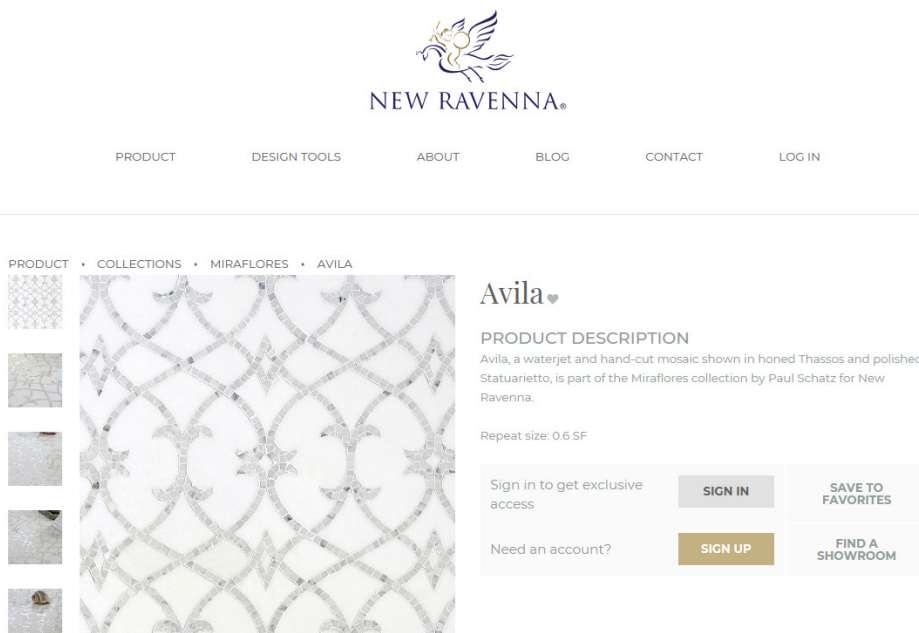 NEW RAVENNA®
PRODUCT
DESIGN TOOLS
ABOUT
BLOG
CONTACT
LOG IN
PRODUCT • COLLECTIONS • MIRAFLORES • AVILA
Avila
PRODUCT DESCRIPTION
Avila, a waterjet and hand-cut mosaic shown in honed Thassos and polished
Statuarietto, is part of the Miraflores collection by Paul Schatz for New
Ravenna.
Repeat size: 0.6 SF
Sign in to get exclusive
access
SIGN IN
SAVE TO
FAVORITES
Need an account?
SIGN UP
FIND A
SHOWROOM